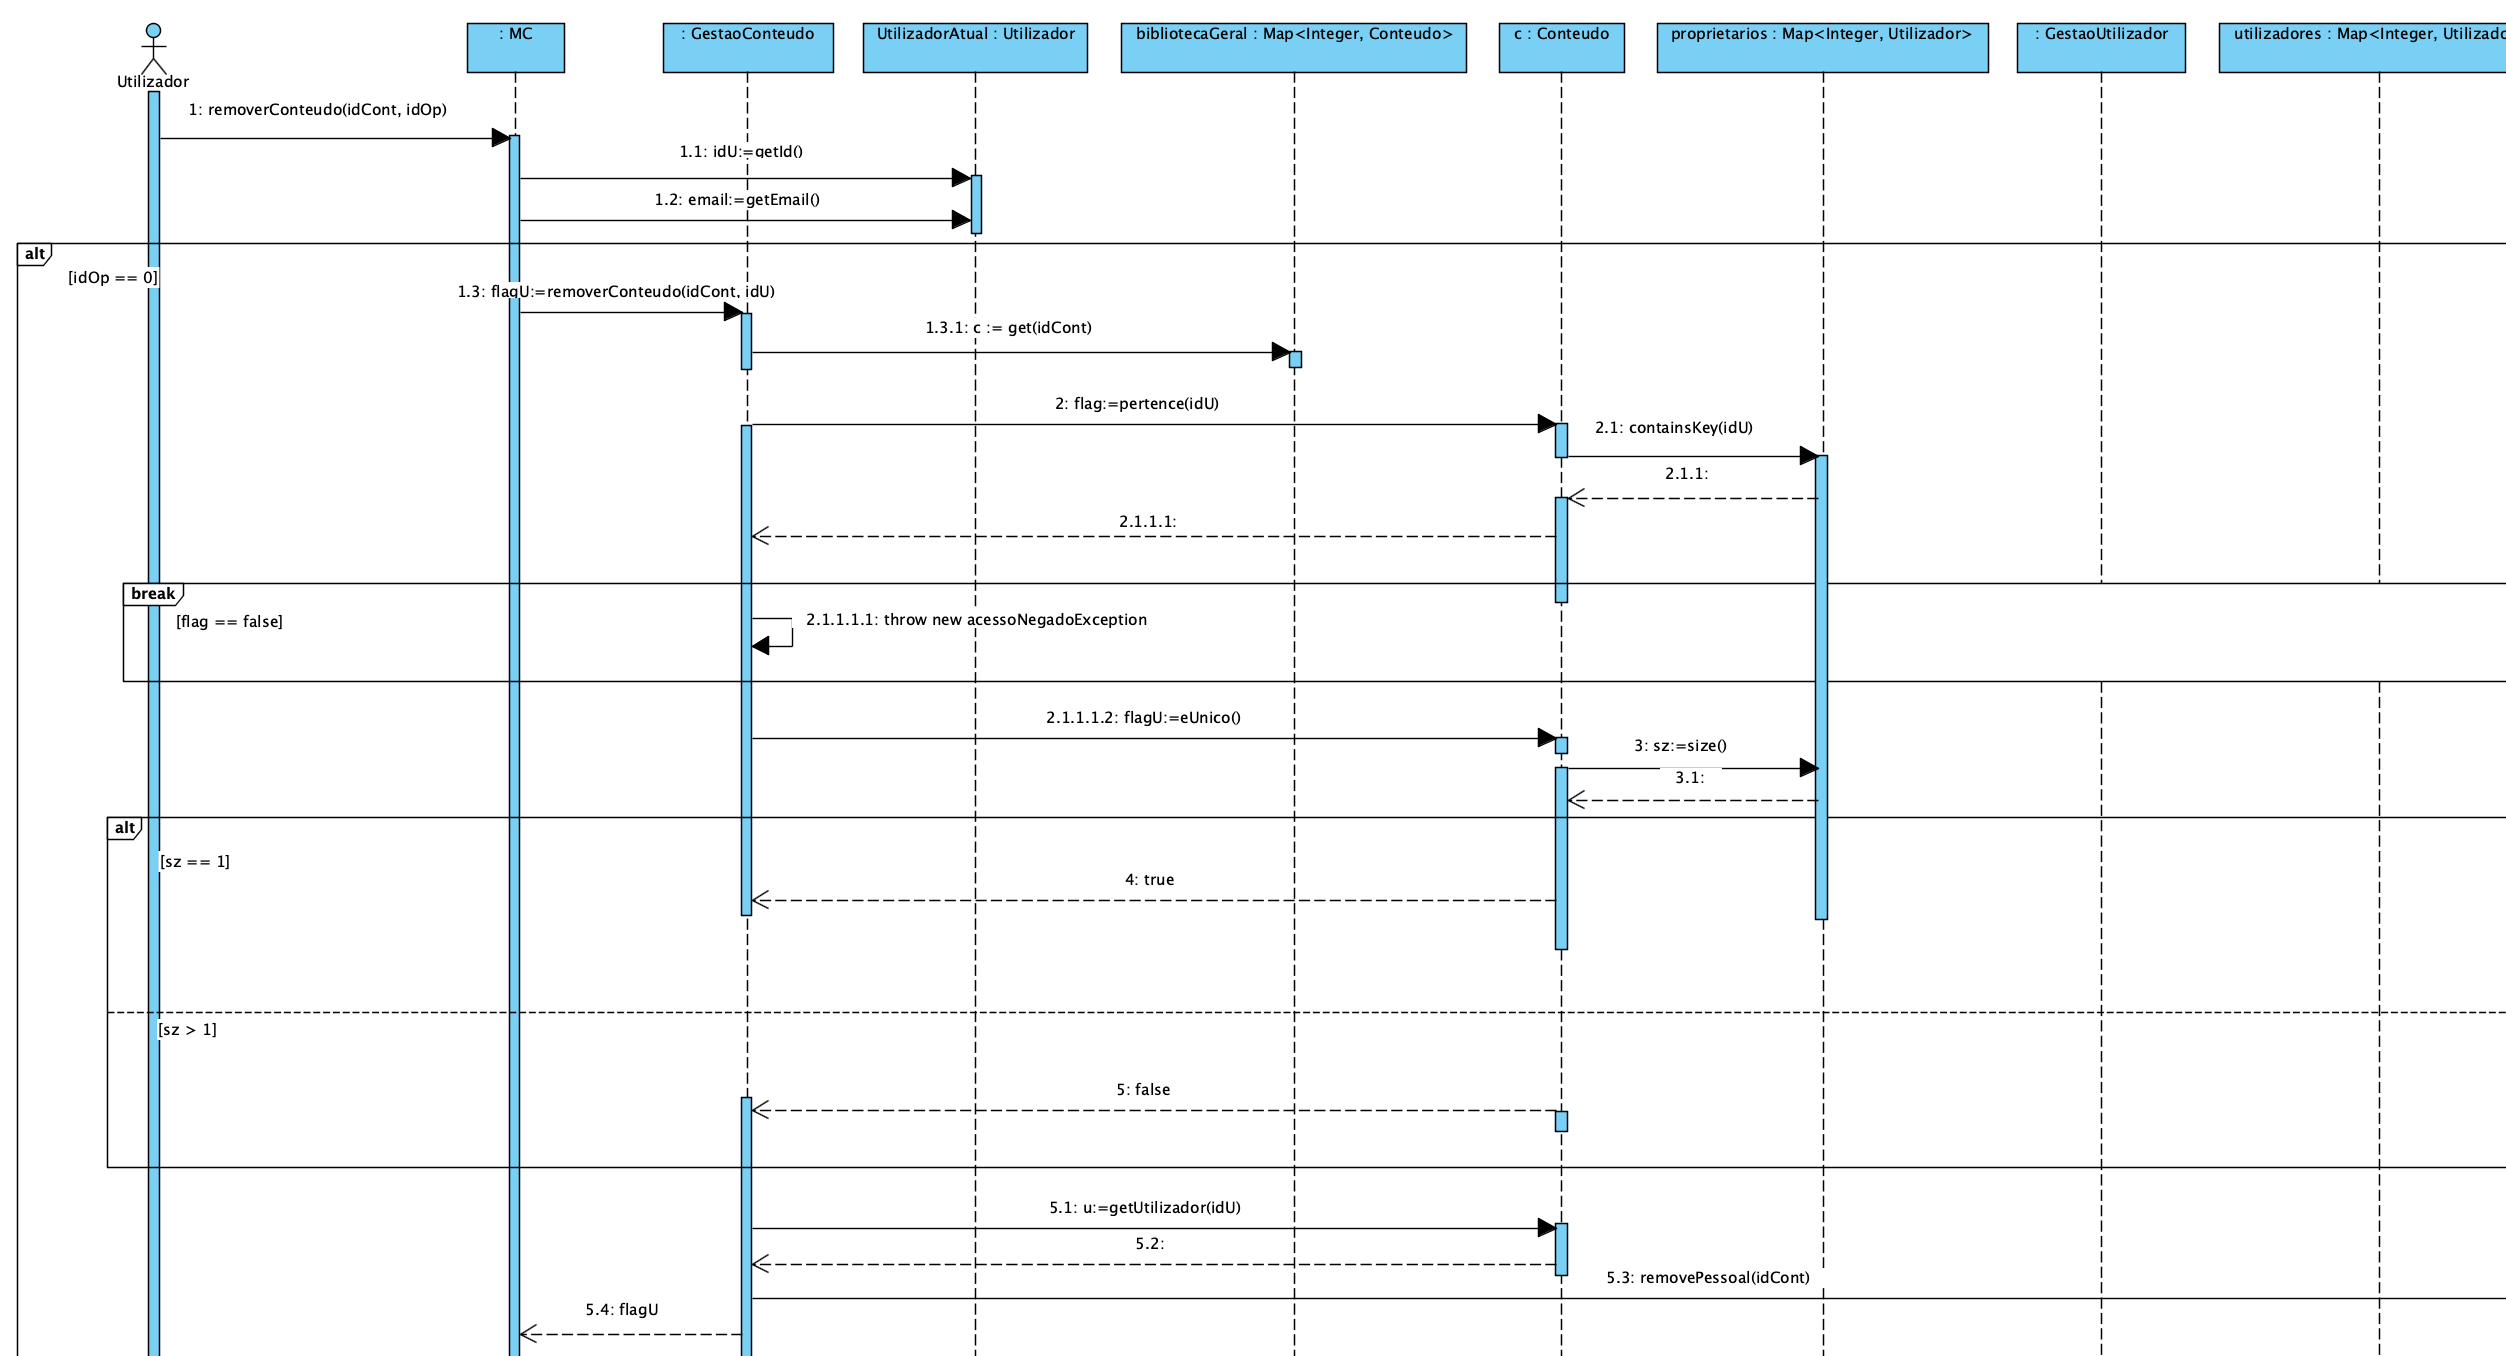 : MC
: GestaoConteudo
UtilizadorAtual : Utilizador
bibliotecaGeral : Map<Integer, Conteudo>
c : Conteudo
proprietarios : Map<Integer, Utilizador>
: GestaoUtilizador
utilizadores : Map<Integer, Utilizado
Utilizador
1: removerConteudo(idCont, idOp)
1.1: idU:=getId()
1.2: email:=getEmail()
alt
[idOp == 0]
1.3: flagU:=removerConteudo(idCont, idU)
1.3.1: c := get(idCont)
2: flag:=pertence(idU)
2.1: containsKey(idU)
2.1.1:
2.1.1.1:
break
[flag == false]
2.1.1.1.1: throw new acessoNegadoException
2.1.1.1.2: flagU:=eUnico()
3: sz:=size()
3.1:
alt
[sz == 1]
4: true
[sz > 1]
5: false
5.1: u:=getUtilizador(idU)
5.2:
5.3: removePessoal(idCont)
5.4: flagU